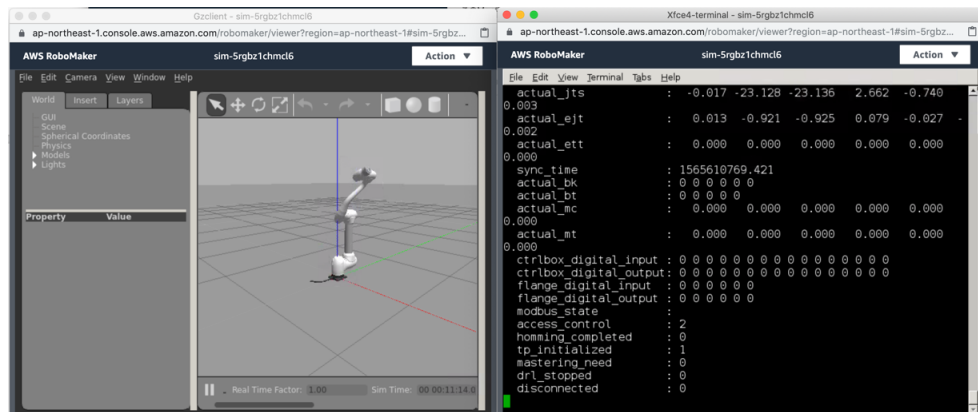 Gzclient - sim-5rgbz1chmcl6
ap-northeast-1.console.aws.amazon.com/robomaker/viewer?region=ap-northeast-1#sim-5rgbz...
AWS RoboMaker sim-5rgbz1chmcl6 Action ▼
File Edit Camera View Window Help
World Insert Layers
GUI
Scene
Spherical Coordinates
Physics
Models
Lights
Property Value
Real Time Factor: 1.00 Sim Time: 00 00:11:14.0
Xfce4-terminal - sim-5rgbz1chmcl6
ap-northeast-1.console.aws.amazon.com/robomaker/viewer?region=ap-northeast-1#sim-5rgbz...
AWS RoboMaker sim-5rgbz1chmcl6 Action ▼
File Edit View Terminal Tabs Help
actual_jts : -0.017 -23.128 -23.136 2.662 -0.740
0.003
actual_ejt : 0.013 -0.921 -0.925 0.079 -0.027 -
0.002
actual_ett : 0.000 0.000 0.000 0.000 0.000
0.000
sync_time : 1565610769.421
actual_bk : 0 0 0 0 0 0
actual_bt : 0 0 0 0 0
actual_mc : 0.000 0.000 0.000 0.000 0.000
0.000
actual_mt : 0.000 0.000 0.000 0.000 0.000
0.000
ctrlbox_digital_input : 0 0 0 0 0 0 0 0 0 0 0 0 0 0 0 0
ctrlbox_digital_output: 0 0 0 0 0 0 0 0 0 0 0 0 0 0 0 0
flange_digital_input : 0 0 0 0 0 0
flange_digital_output : 0 0 0 0 0 0
modbus_state :
access_control : 2
homming_completed : 0
tp_initialized : 1
mastering_need : 0
drl_stopped : 0
disconnected : 0